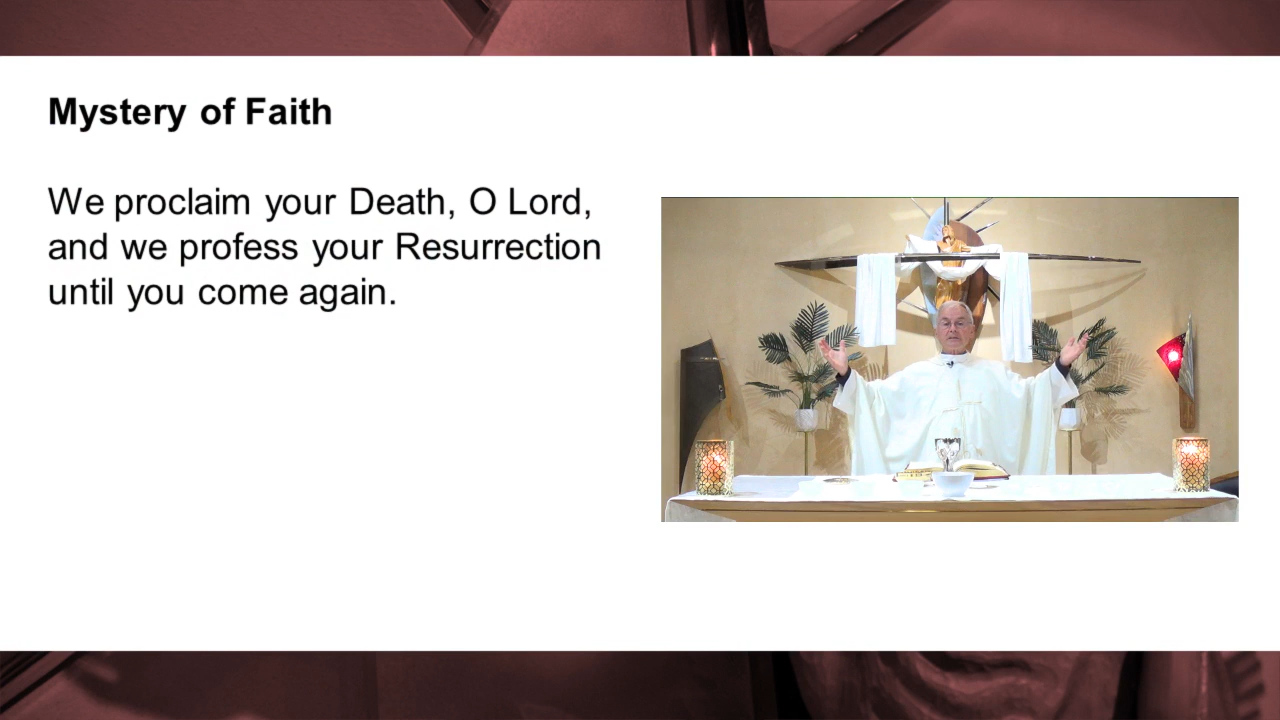 Mystery of Faith
We proclaim your Death, O Lord,
and we profess your Resurrection
until you come again.